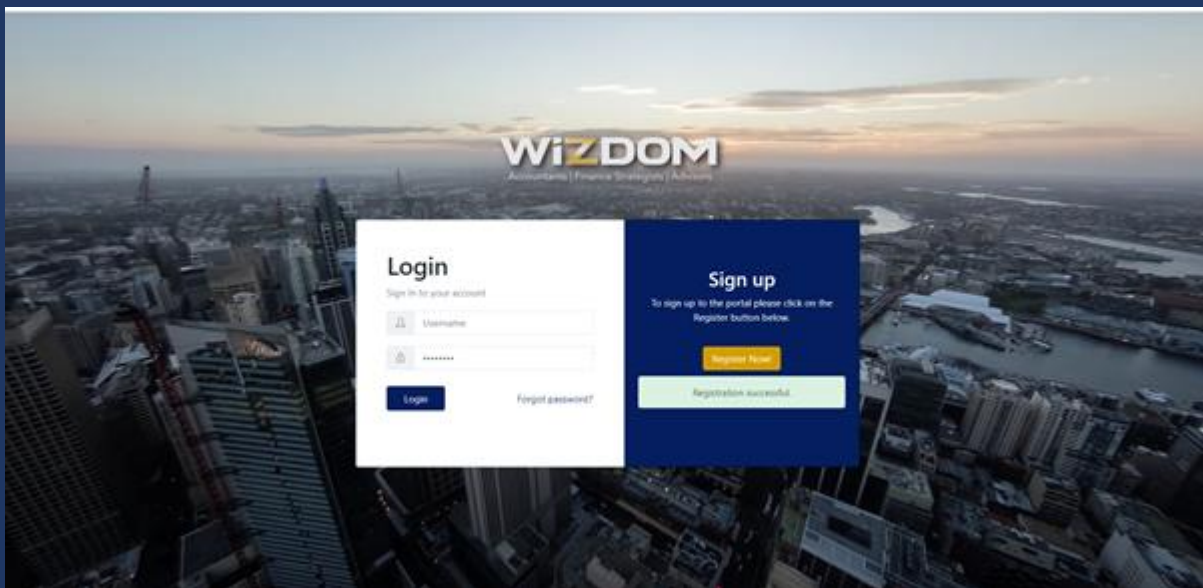 WiZDOM
Accountants | Finance Strategists | Advisors
Login
Sign In to your account
Username
••••••••
Login
Forgot password?
Sign up
To sign up to the portal please click on the
Register button below.
Register Now!
Registration successful.